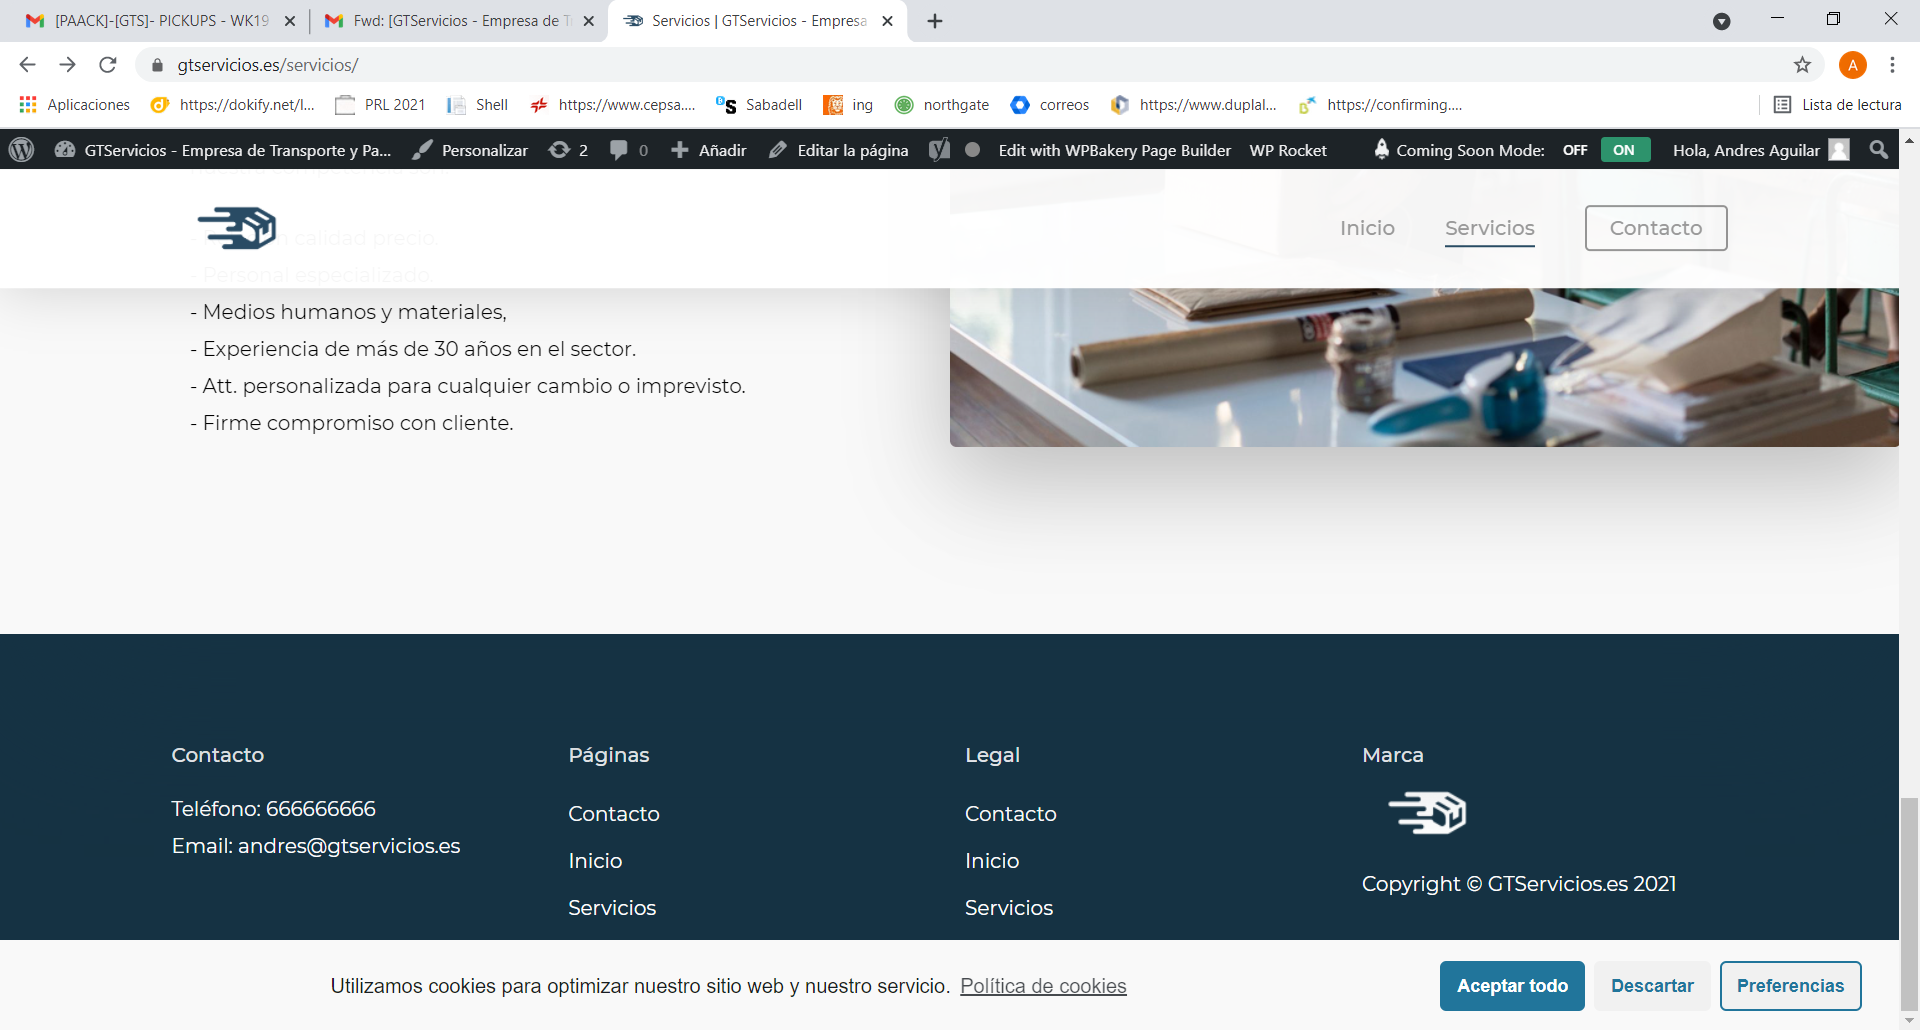 [PAACK]-[GTS]- PICKUPS - WK19
Fwd: [GTServicios - Empresa de T
Servicios | GTServicios - Empresa
gtservicios.es/servicios/
A
Aplicaciones
https://dokify.net/l...
PRL 2021
Shell
https://www.cepsa....
Sabadell
ing
northgate
correos
https://www.duplal...
https://confirming....
Lista de lectura
GTServicios - Empresa de Transporte y Pa...
Personalizar
2
0
Añadir
Editar la página
Edit with WPBakery Page Builder
WP Rocket
Coming Soon Mode:
OFF
ON
Hola, Andres Aguilar
Inicio
Servicios
Contacto
calidad precio.
- Personal especializado.
- Medios humanos y materiales,
- Experiencia de más de 30 años en el sector.
- Att. personalizada para cualquier cambio o imprevisto.
- Firme compromiso con cliente.
Contacto
Teléfono: 666666666
Email: andres@gtservicios.es
Páginas
Contacto
Inicio
Servicios
Legal
Contacto
Inicio
Servicios
Marca
Copyright © GTServicios.es 2021
Utilizamos cookies para optimizar nuestro sitio web y nuestro servicio. Política de cookies
Aceptar todo
Descartar
Preferencias